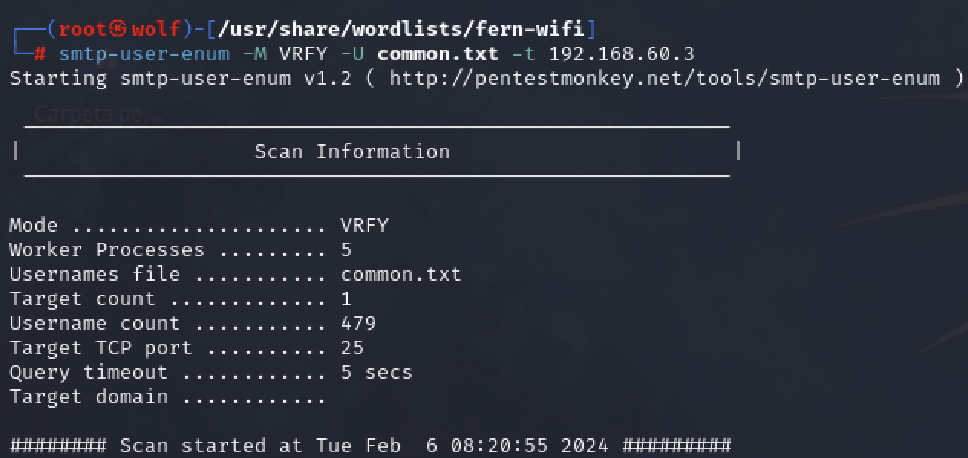 ┌──(root㉿wolf)-[/usr/share/wordlists/fern-wifi]
└─# smtp-user-enum -M VRFY -U common.txt -t 192.168.60.3
Starting smtp-user-enum v1.2 ( http://pentestmonkey.net/tools/smtp-user-enum )
Carpeta pe...
| Scan Information |
Mode ..................... VRFY
Worker Processes ......... 5
Usernames file ........... common.txt
Target count ............. 1
Username count ........... 479
Target TCP port .......... 25
Query timeout ............ 5 secs
Target domain ............
######## Scan started at Tue Feb  6 08:20:55 2024 #########